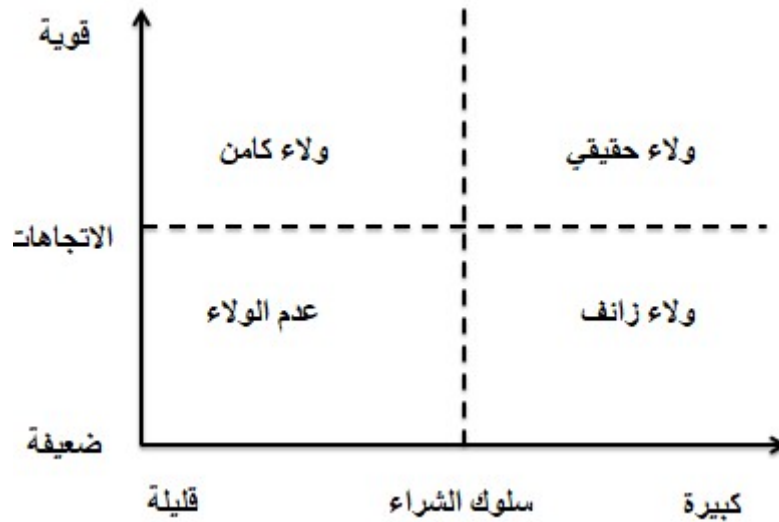 قوية
ولاء حقيقي
ولاء كامن
الاتجاهات
ولاء زائف
عدم الولاء
ضعيفة
كبيرة
سلوك الشراء
قليلة